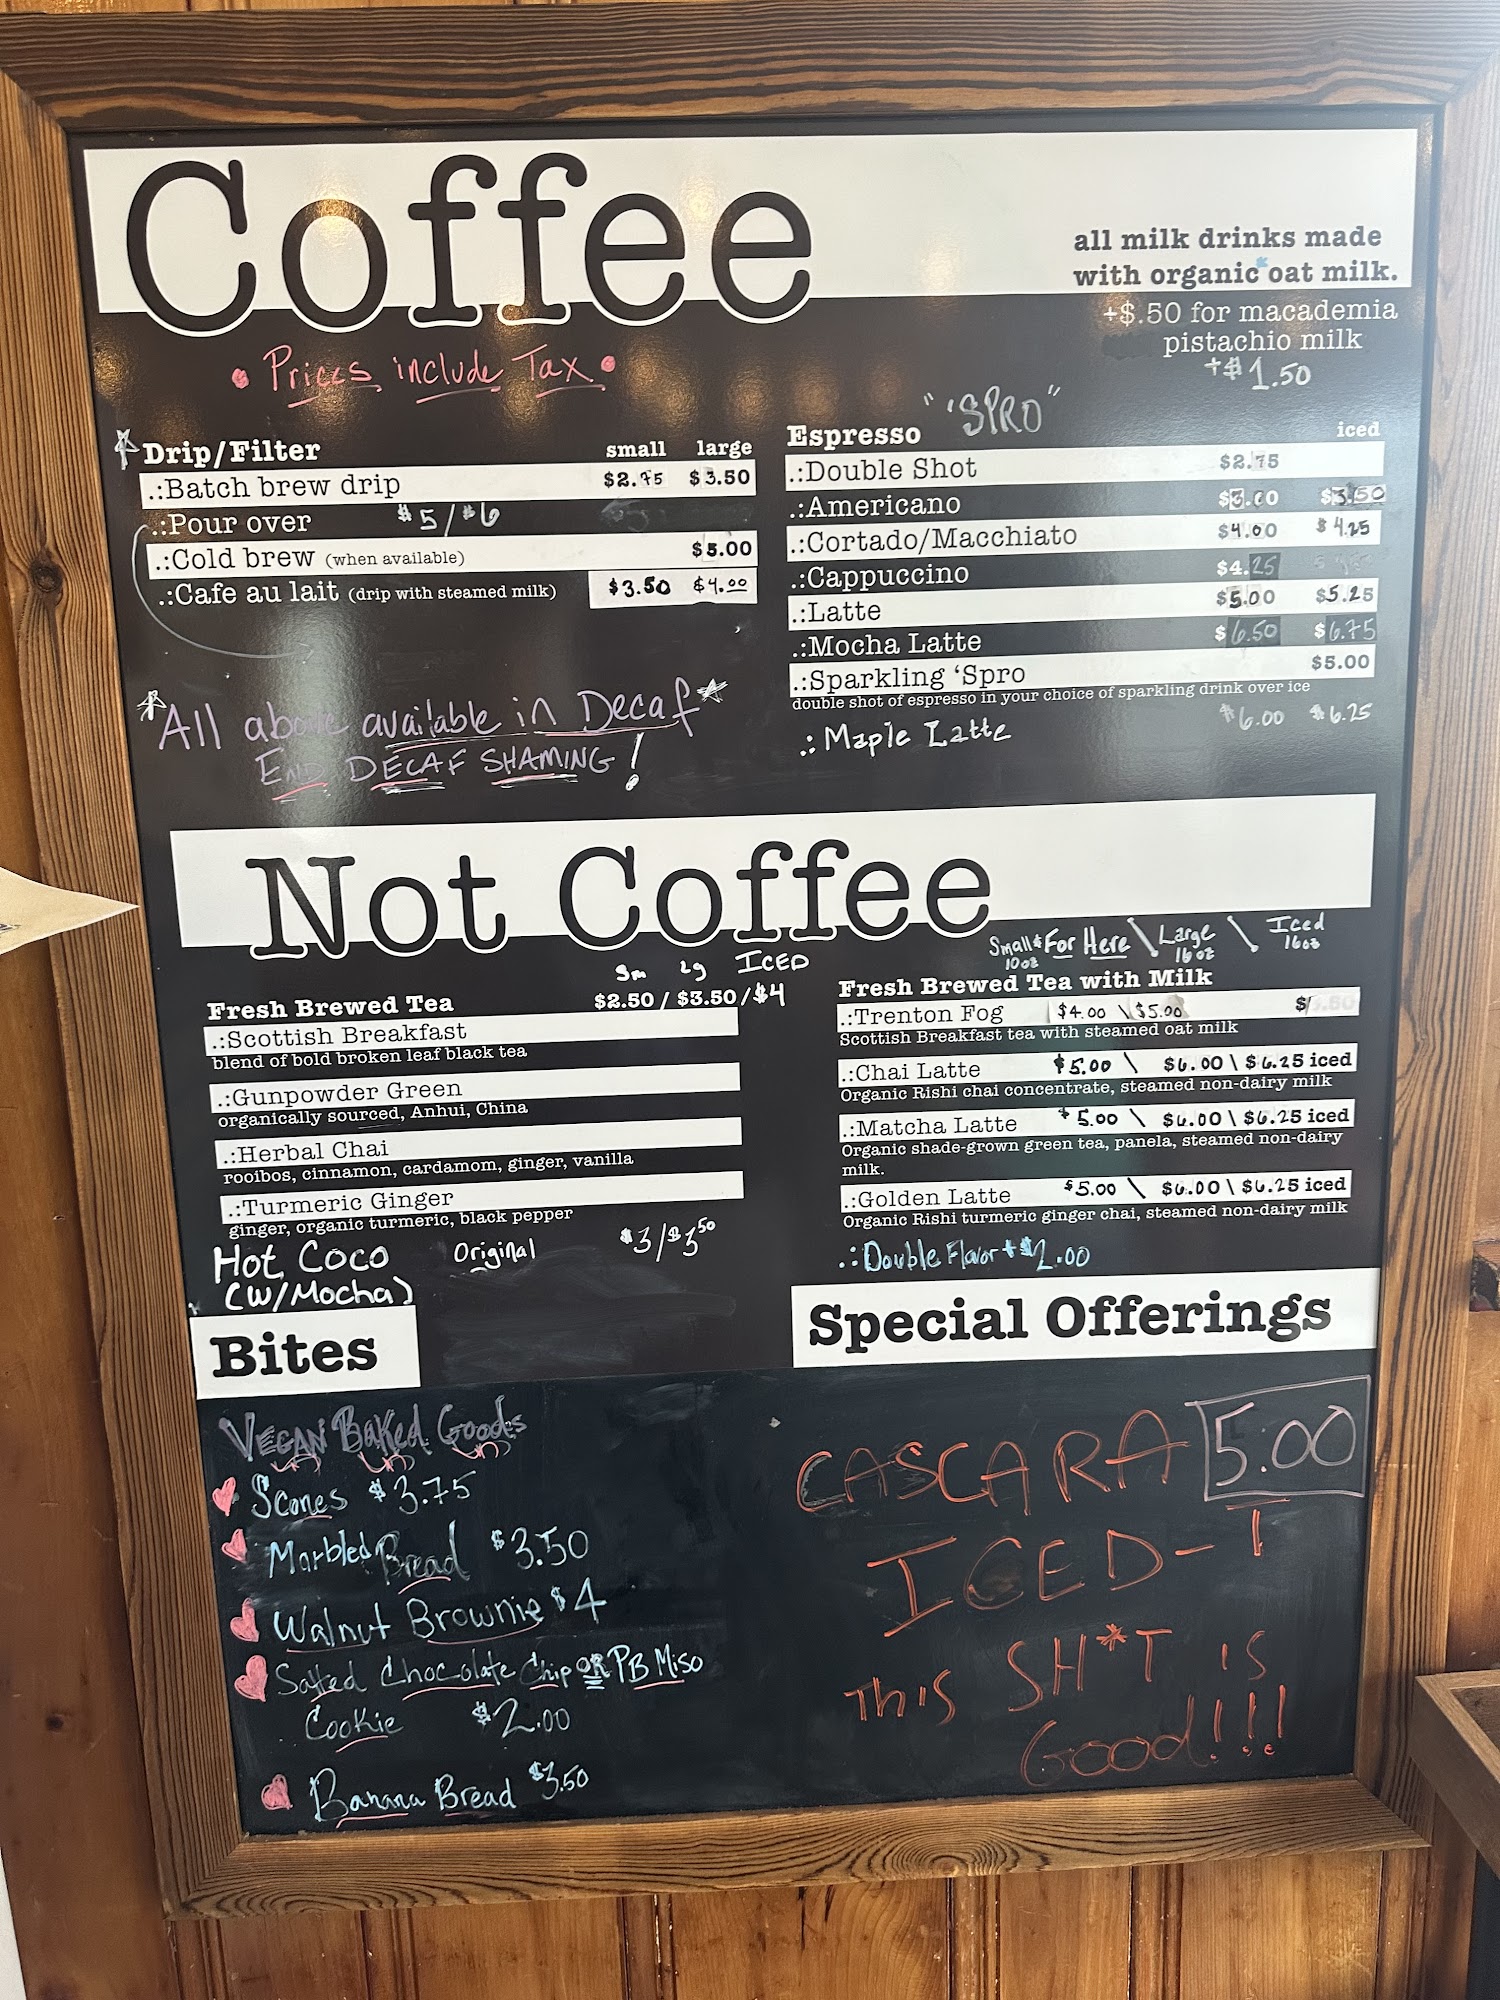 Coffee
all milk drinks made
with organic oat milk.
+$.50 for macademia
pistachio milk
+$1.50
• Prices include Tax •
Drip/Filter small large
.:Batch brew drip $2.75 $3.50
.:Pour over $5/$6
.:Cold brew (when available) $5.00
.:Cafe au lait (drip with steamed milk) $3.50 $4.00
*All above available in Decaf*
END DECAF SHAMING!
Espresso "'SPRO" iced
.:Double Shot $2.75
.:Americano $3.00 $3.50
.:Cortado/Macchiato $4.00 $4.25
.:Cappuccino $4.25
.:Latte $5.00 $5.25
.:Mocha Latte $6.50 $6.75
.:Sparkling ‘Spro $5.00
double shot of espresso in your choice of sparkling drink over ice
.: Maple Latte $6.00 $6.25
Not Coffee
Sm Lg ICED
Fresh Brewed Tea $2.50 / $3.50 / $4
.:Scottish Breakfast
blend of bold broken leaf black tea
.:Gunpowder Green
organically sourced, Anhui, China
.:Herbal Chai
rooibos, cinnamon, cardamom, ginger, vanilla
.:Turmeric Ginger
ginger, organic turmeric, black pepper
Hot Coco Original $3/$3.50
(w/Mocha)
Small* For Here \ Large \ Iced
10oz 16oz 16oz
Fresh Brewed Tea with Milk
.:Trenton Fog $4.00 \ $5.00
Scottish Breakfast tea with steamed oat milk
.:Chai Latte $5.00 \ $6.00 \ $6.25 iced
Organic Rishi chai concentrate, steamed non-dairy milk
.:Matcha Latte $5.00 \ $6.00 \ $6.25 iced
Organic shade-grown green tea, panela, steamed non-dairy
milk.
.:Golden Latte $5.00 \ $6.00 \ $6.25 iced
Organic Rishi turmeric ginger chai, steamed non-dairy milk
.:Double Flavor + $2.00
Bites
Vegan Baked Goods
Scones $3.75
Marbled Bread $3.50
Walnut Brownie $4
Salted Chocolate Chip OR PB Miso
Cookie $2.00
Banana Bread $3.50
Special Offerings
CASCARA 5.00
ICED-T
THIS SH*T IS
Good!!!